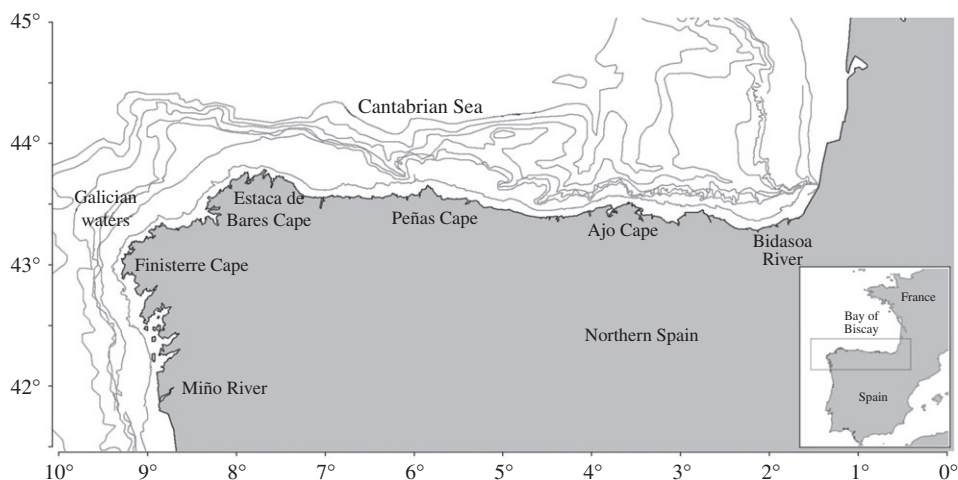 45°
44°
43°
42°
Cantabrian Sea
Galician
waters
Estaca de
Bares Cape
Peñas Cape
Ajo Cape
Bidasoa
River
Finisterre Cape
Northern Spain
Miño River
France
Bay of
Biscay
Spain
10° 9° 8° 7° 6° 5° 4° 3° 2° 1° 0°